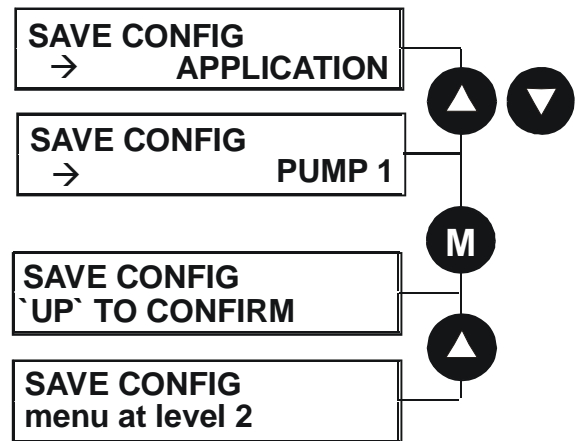 SAVE CONFIG
→ APPLICATION
SAVE CONFIG
→ PUMP 1
M
SAVE CONFIG
`UP` TO CONFIRM
SAVE CONFIG
menu at level 2